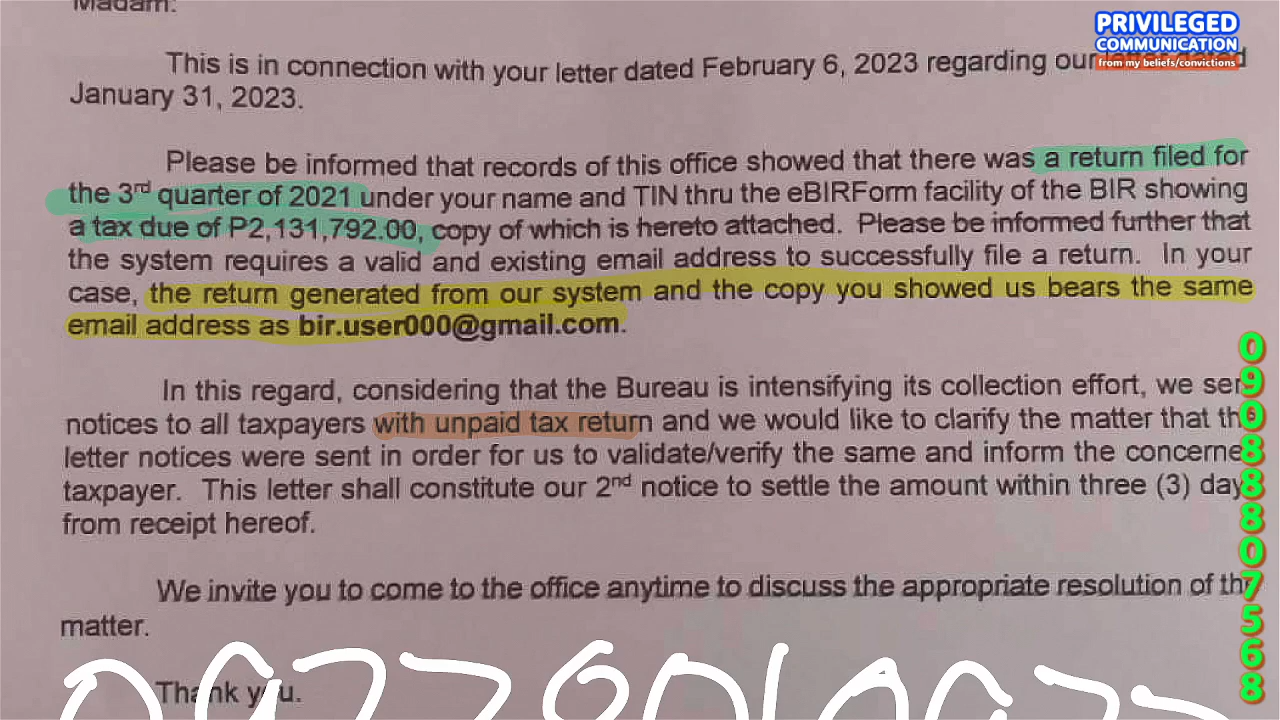 Madam:
PRIVILEGED
COMMUNICATION
from my beliefs/convictions
This is in connection with your letter dated February 6, 2023 regarding our letter dated
January 31, 2023.
Please be informed that records of this office showed that there was a return filed for
the 3rd quarter of 2021 under your name and TIN thru the eBIRForm facility of the BIR showing
a tax due of P2,131,792.00, copy of which is hereto attached. Please be informed further that
the system requires a valid and existing email address to successfully file a return. In your
case, the return generated from our system and the copy you showed us bears the same
email address as bir.user000@gmail.com.
In this regard, considering that the Bureau is intensifying its collection effort, we sen
notices to all taxpayers with unpaid tax return and we would like to clarify the matter that th
letter notices were sent in order for us to validate/verify the same and inform the concerne
taxpayer. This letter shall constitute our 2nd notice to settle the amount within three (3) day
from receipt hereof.
We invite you to come to the office anytime to discuss the appropriate resolution of th
matter.
Thank you.
09088807568